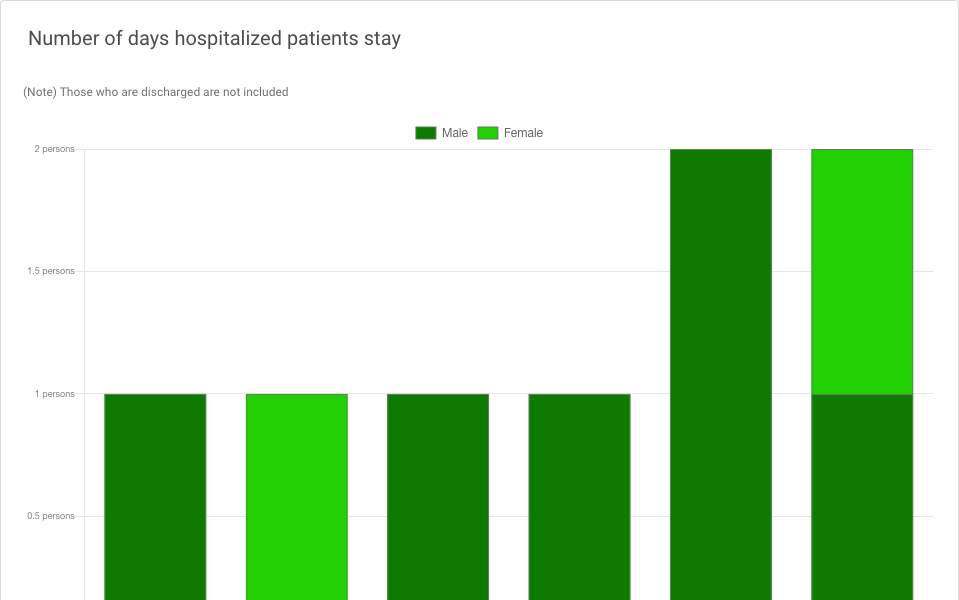 Number of days hospitalized patients stay
(Note) Those who are discharged are not included
Male Female
2 persons
1.5 persons
1 persons
0.5 persons